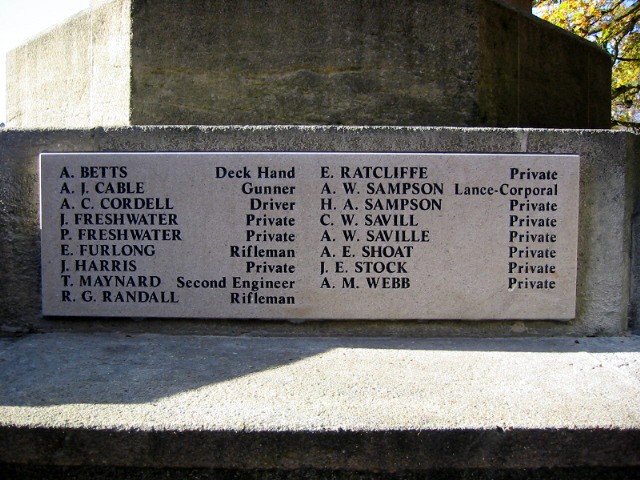 A. BETTS Deck Hand
A. J. CABLE Gunner
A. C. CORDELL Driver
J. FRESHWATER Private
P. FRESHWATER Private
E. FURLONG Rifleman
J. HARRIS Private
T. MAYNARD Second Engineer
R. G. RANDALL Rifleman
E. RATCLIFFE Private
A. W. SAMPSON Lance-Corporal
H. A. SAMPSON Private
C. W. SAVILL Private
A. W. SAVILLE Private
A. E. SHOAT Private
J. E. STOCK Private
A. M. WEBB Private